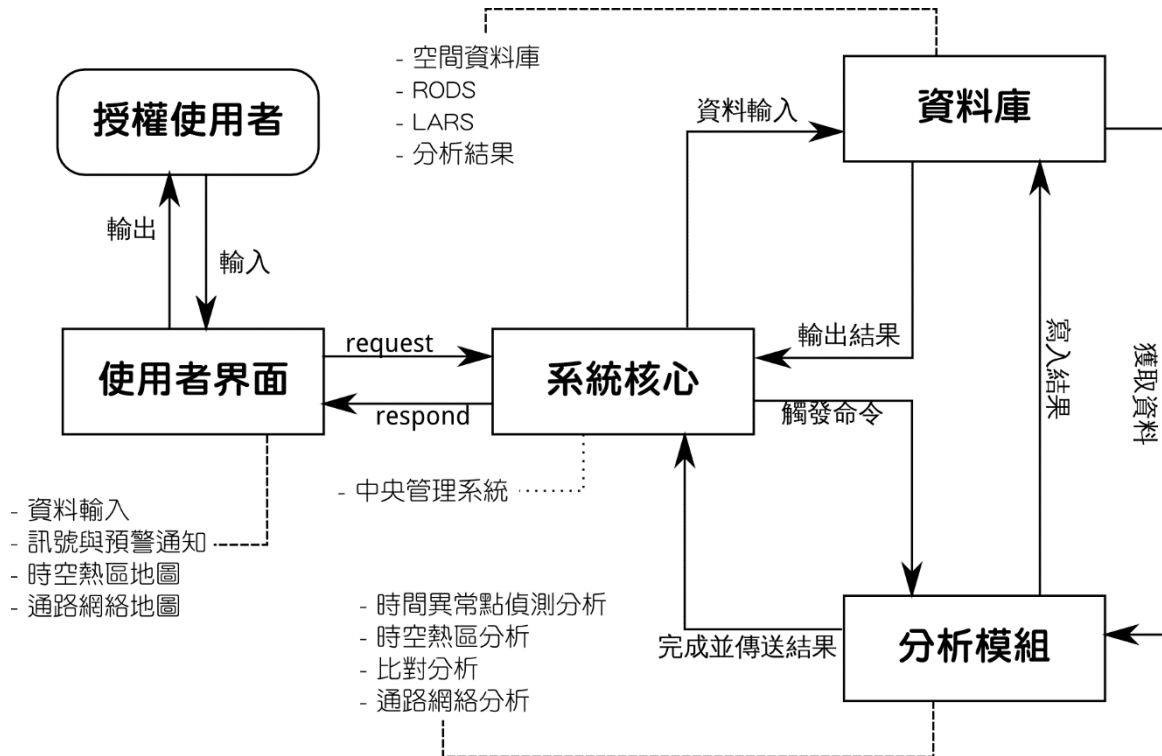 - 空間資料庫
- RODS
- LARS
- 分析結果
授權使用者
資料庫
資料輸入
輸出
輸入
使用者界面
request
respond
系統核心
輸出結果
觸發命令
寫入結果
獲取資料
- 中央管理系統
- 資料輸入
- 訊號與預警通知
- 時空熱區地圖
- 通路網絡地圖
- 時間異常點偵測分析
- 時空熱區分析
- 比對分析
- 通路網絡分析
完成並傳送結果
分析模組